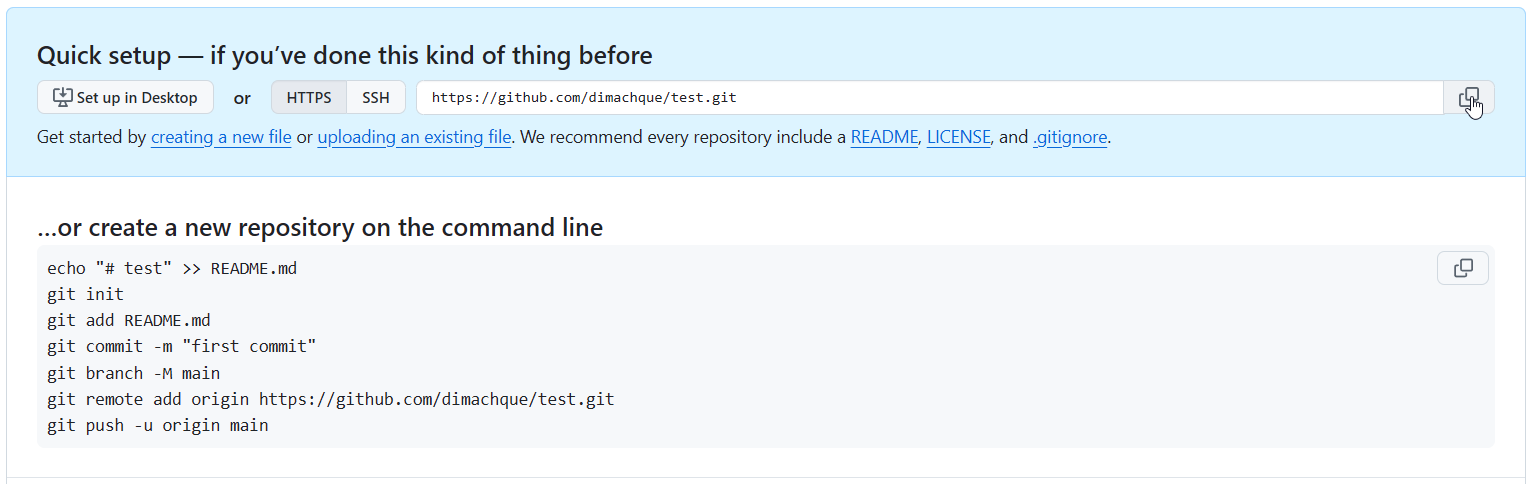 Quick setup — if you’ve done this kind of thing before
Set up in Desktop or HTTPS SSH https://github.com/dimachque/test.git
Get started by creating a new file or uploading an existing file. We recommend every repository include a README, LICENSE, and .gitignore.
…or create a new repository on the command line
echo "# test" >> README.md
git init
git add README.md
git commit -m "first commit"
git branch -M main
git remote add origin https://github.com/dimachque/test.git
git push -u origin main